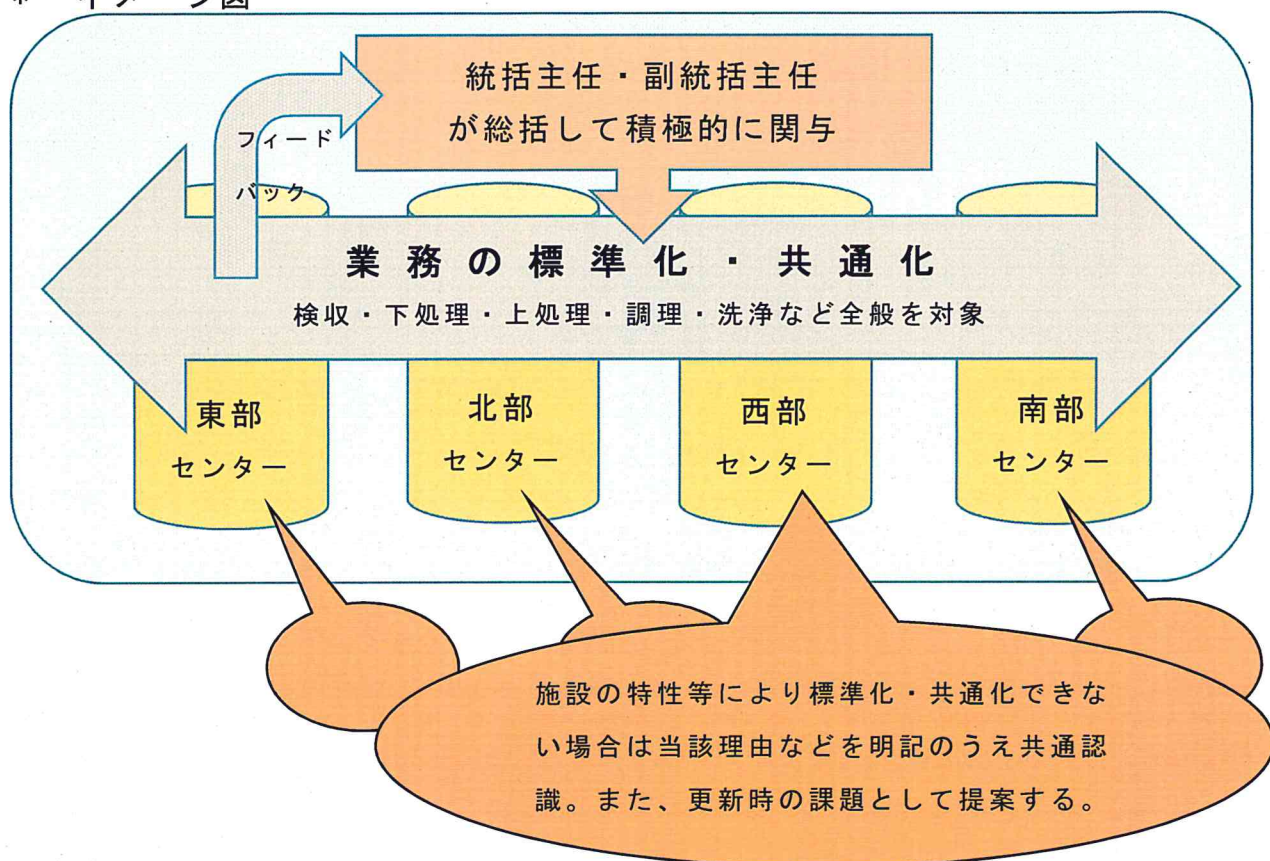 統括主任・副統括主任
が総括して積極的に関与
フィード
バック
業務の標準化・共通化
検収・下処理・上処理・調理・洗浄など全般を対象
東部
センター
北部
センター
西部
センター
南部
センター
施設の特性等により標準化・共通化できな
い場合は当該理由などを明記のうえ共通認
識。また、更新時の課題として提案する。